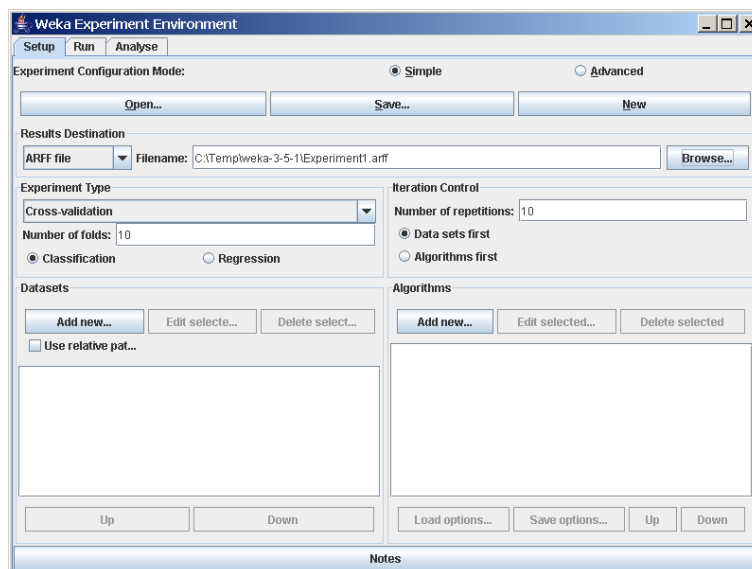 Weka Experiment Environment
Setup Run Analyse
Experiment Configuration Mode: Simple Advanced
Open... Save... New
Results Destination
ARFF file Filename: C:\Temp\weka-3-5-1\Experiment1.arff Browse...
Experiment Type Iteration Control
Cross-validation Number of repetitions: 10
Number of folds: 10 Data sets first
Classification Regression Algorithms first
Datasets Algorithms
Add new... Edit selecte... Delete select... Add new... Edit selected... Delete selected
Use relative pat...
Up Down Load options... Save options... Up Down
Notes